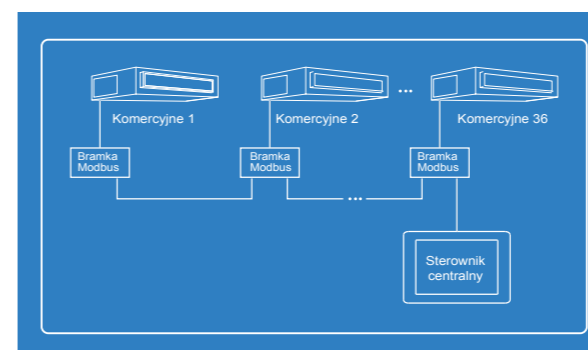 ...
Komercyjne 1
Komercyjne 2
Komercyjne 36
Bramka
Modbus
Bramka
Modbus
Bramka
Modbus
...
Sterownik
centralny